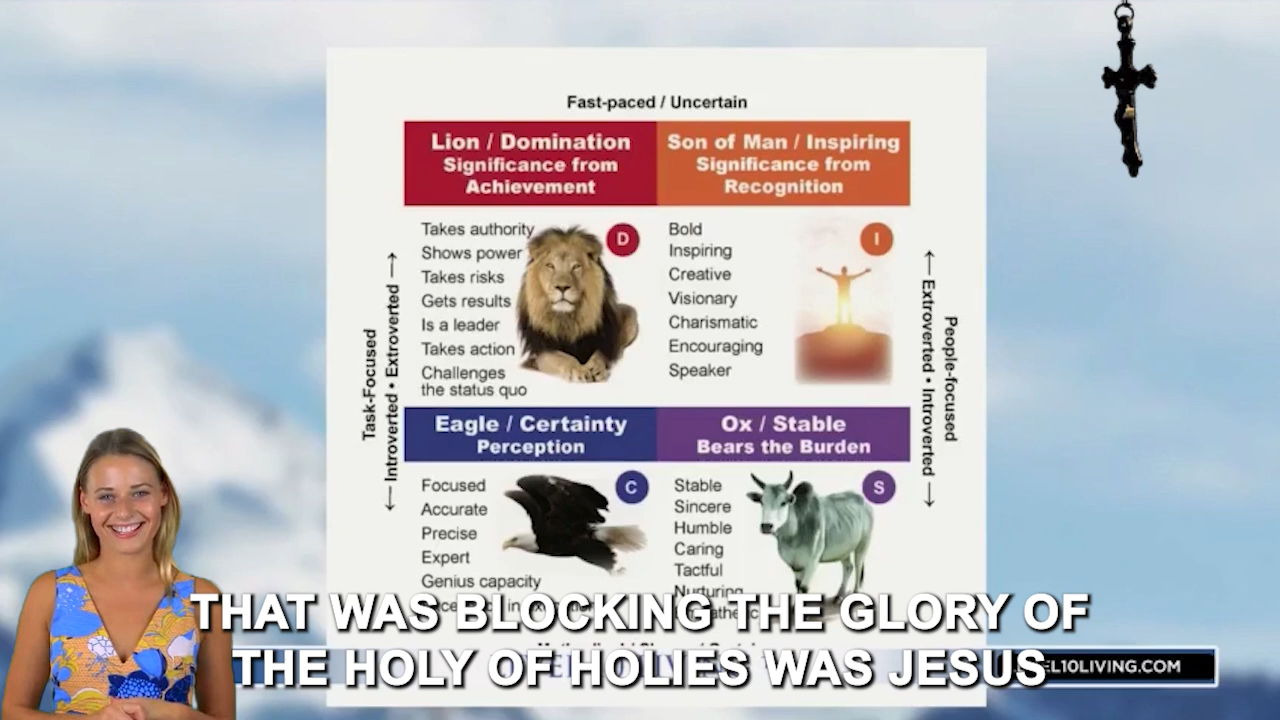 Fast-paced / Uncertain
Lion / Domination
Significance from
Achievement
Son of Man / Inspiring
Significance from
Recognition
Takes authority
Shows power
Takes risks
Gets results
Is a leader
Takes action
Challenges
the status quo
D
Bold
Inspiring
Creative
Visionary
Charismatic
Encouraging
Speaker
I
Task-Focused
Introverted • Extroverted
People-focused
Extroverted • Introverted
Eagle / Certainty
Perception
Ox / Stable
Bears the Burden
Focused
Accurate
Precise
Expert
Genius capacity
C
Stable
Sincere
Humble
Caring
Tactful
Nurturing
S
THAT WAS BLOCKING THE GLORY OF
THE HOLY OF HOLIES WAS JESUS